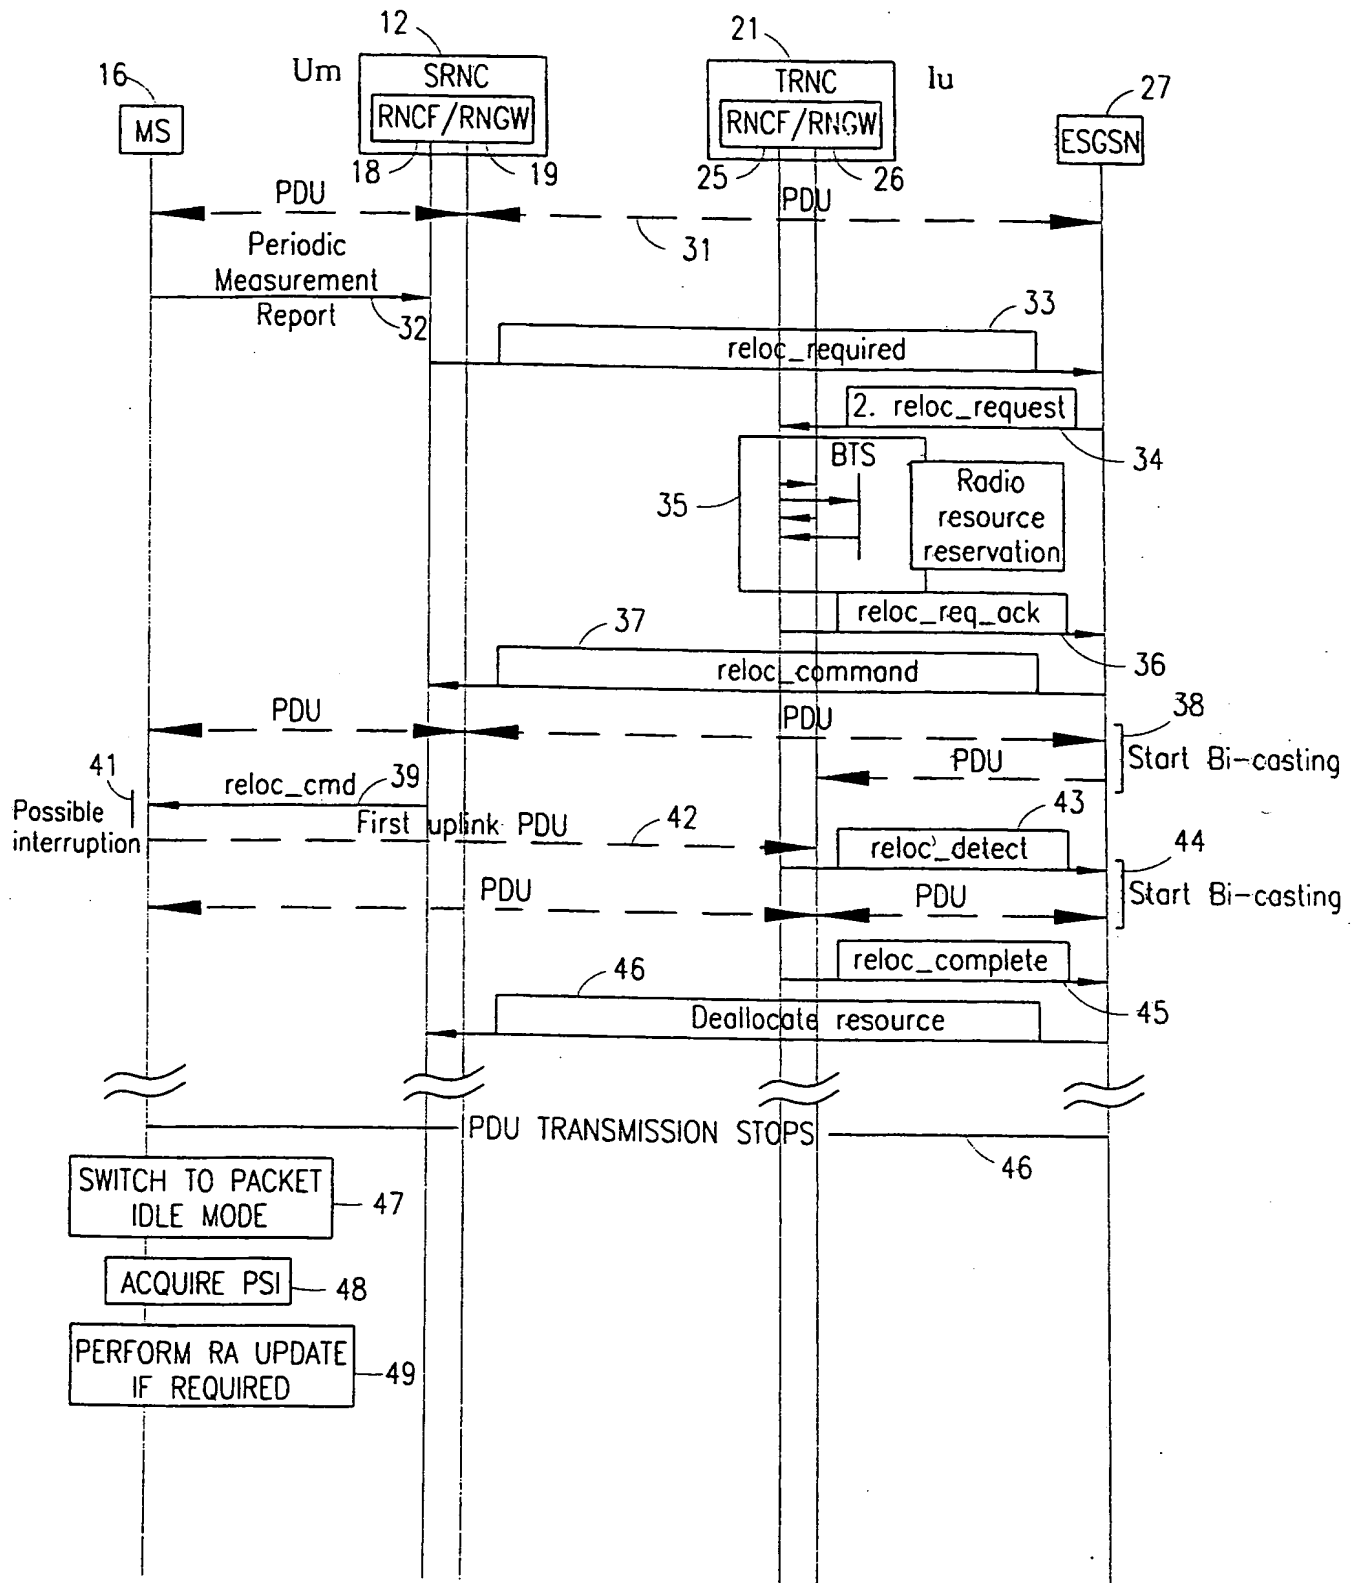 12
21
Um
SRNC
TRNC
Iu
16
27
RNCF/RNGW
RNCF/RNGW
MS
ESGSN
18
19
25
26
PDU
PDU
31
Periodic
Measurement
Report
32
33
reloc_required
2. reloc_request
34
BTS
35
Radio
resource
reservation
reloc_req_ack
36
37
reloc_command
PDU
PDU
38
Start Bi-casting
PDU
41
reloc_cmd
39
Possible
interruption
First uplink PDU
42
43
reloc_detect
44
PDU
PDU
Start Bi-casting
reloc_complete
45
46
Deallocate resource
PDU TRANSMISSION STOPS
46
SWITCH TO PACKET
IDLE MODE
47
ACQUIRE PSI
48
PERFORM RA UPDATE
IF REQUIRED
49